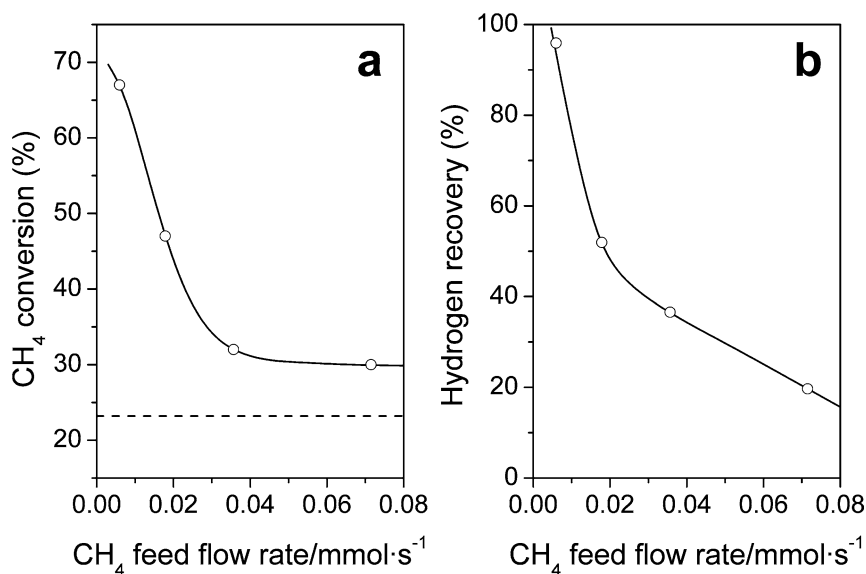 a
CH4 conversion (%)
70
60
50
40
30
20
0.00 0.02 0.04 0.06 0.08
CH4 feed flow rate/mmol·s-1
b
Hydrogen recovery (%)
100
80
60
40
20
0
0.00 0.02 0.04 0.06 0.08
CH4 feed flow rate/mmol·s-1